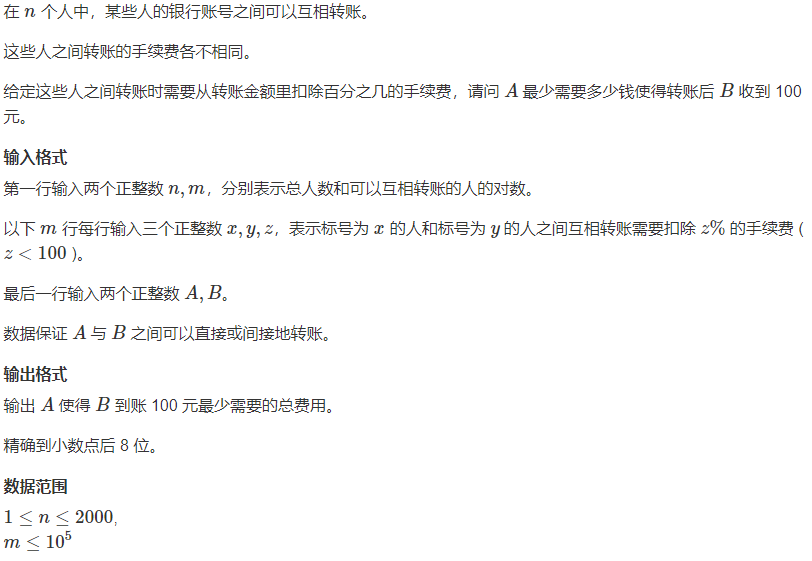 在 n 个人中，某些人的银行账号之间可以互相转账。
这些人之间转账的手续费各不相同。
给定这些人之间转账时需要从转账金额里扣除百分之几的手续费，请问 A 最少需要多少钱使得转账后 B 收到 100
元。
输入格式
第一行输入两个正整数 n, m，分别表示总人数和可以互相转账的人的对数。
以下 m 行每行输入三个正整数 x, y, z，表示标号为 x 的人和标号为 y 的人之间互相转账需要扣除 z% 的手续费 (
z < 100 )。
最后一行输入两个正整数 A, B。
数据保证 A 与 B 之间可以直接或间接地转账。
输出格式
输出 A 使得 B 到账 100 元最少需要的总费用。
精确到小数点后 8 位。
数据范围
1 ≤ n ≤ 2000,
m ≤ 10⁵